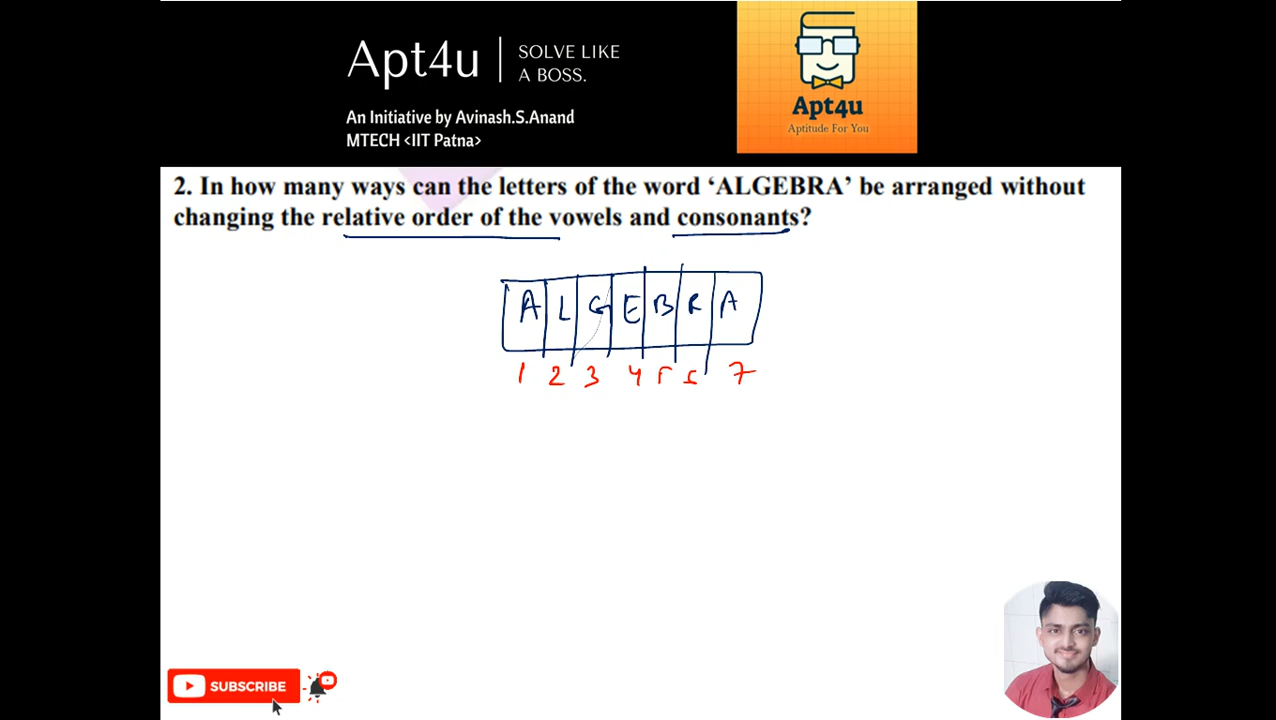 Apt4u
SOLVE LIKE
A BOSS.
An Initiative by Avinash.S.Anand
MTECH <IIT Patna>
Apt4u
Aptitude For You
2. In how many ways can the letters of the word ‘ALGEBRA’ be arranged without
changing the relative order of the vowels and consonants?
A L G E B R A
1 2 3 4 5 6 7
SUBSCRIBE